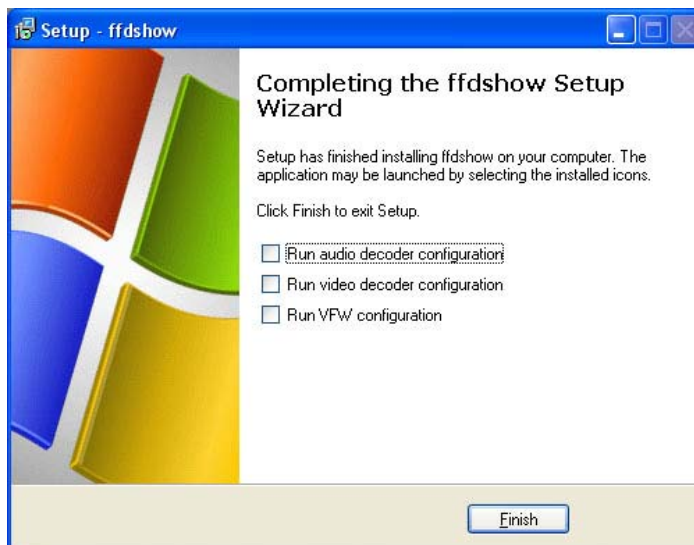 Setup - ffdshow
Completing the ffdshow Setup
Wizard
Setup has finished installing ffdshow on your computer. The
application may be launched by selecting the installed icons.
Click Finish to exit Setup.
Run audio decoder configuration
Run video decoder configuration
Run VFW configuration
Finish